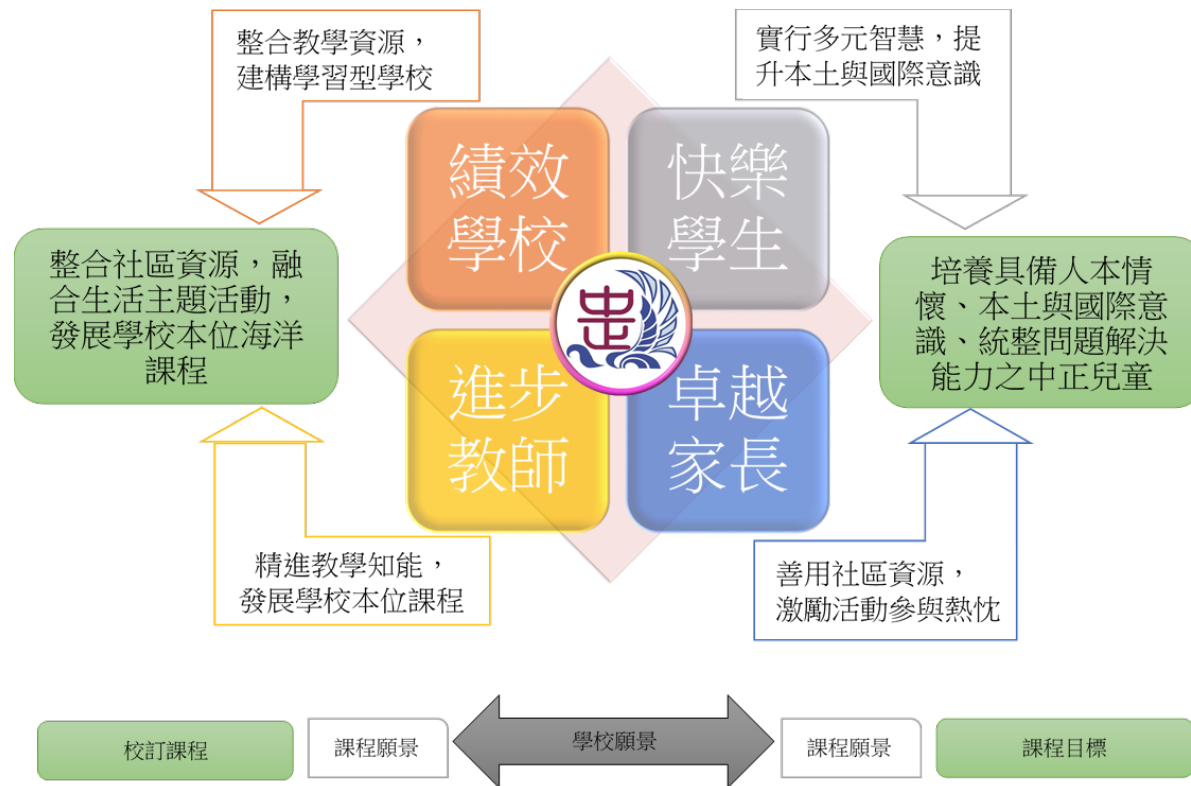 整合教學資源，
建構學習型學校
實行多元智慧，提
升本土與國際意識
績效
學校
快樂
學生
整合社區資源，融
合生活主題活動，
發展學校本位海洋
課程
培養具備人本情
懷、本土與國際意
識、統整問題解決
能力之中正兒童
進步
教師
卓越
家長
精進教學知能，
發展學校本位課程
善用社區資源，
激勵活動參與熱忱
校訂課程
課程願景
學校願景
課程願景
課程目標